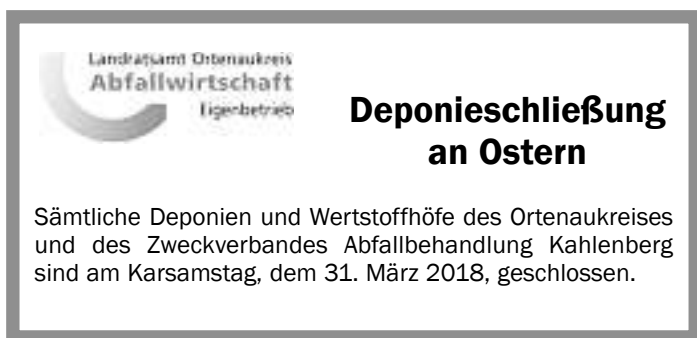 Landratsamt Ortenaukreis
Abfallwirtschaft
Eigenbetrieb
Deponieschließung
an Ostern
Sämtliche Deponien und Wertstoffhöfe des Ortenaukreises
und des Zweckverbandes Abfallbehandlung Kahlenberg
sind am Karsamstag, dem 31. März 2018, geschlossen.